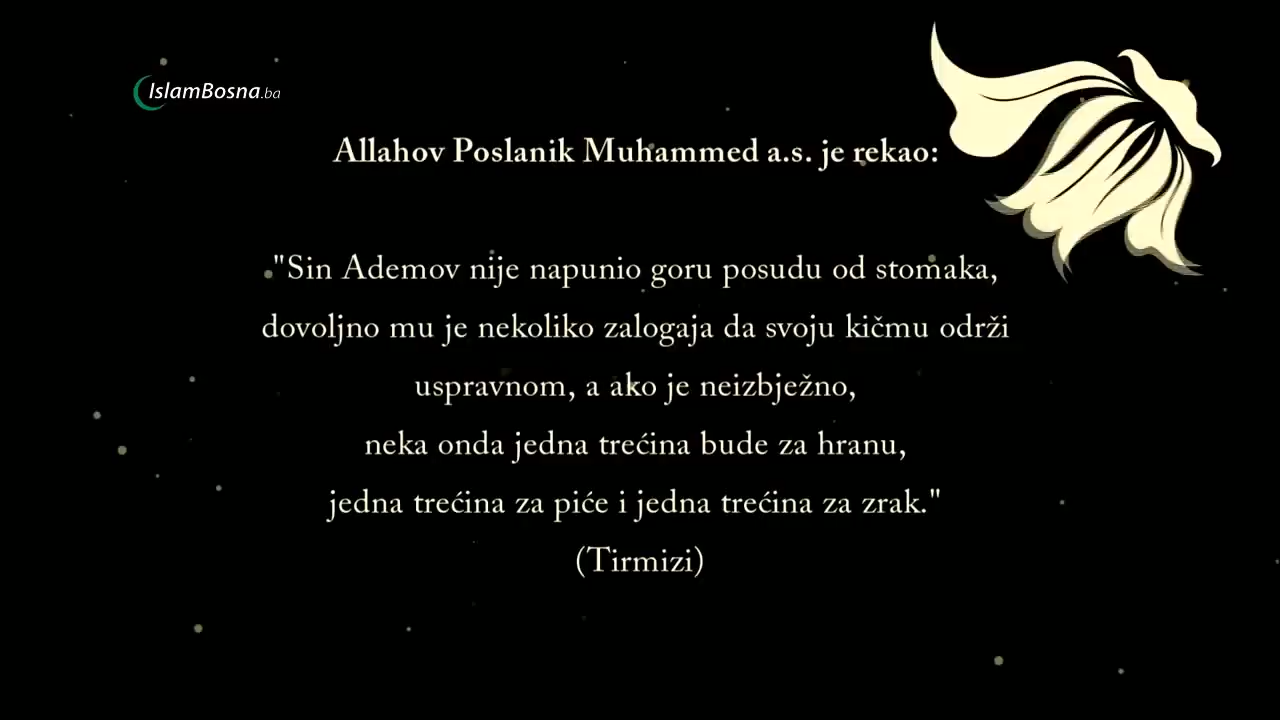 IslamBosna.ba
Allahov Poslanik Muhammed a.s. je rekao:
"Sin Ademov nije napunio goru posudu od stomaka,
dovoljno mu je nekoliko zalogaja da svoju kičmu održi
uspravnom, a ako je neizbježno,
neka onda jedna trećina bude za hranu,
jedna trećina za piće i jedna trećina za zrak."
(Tirmizi)